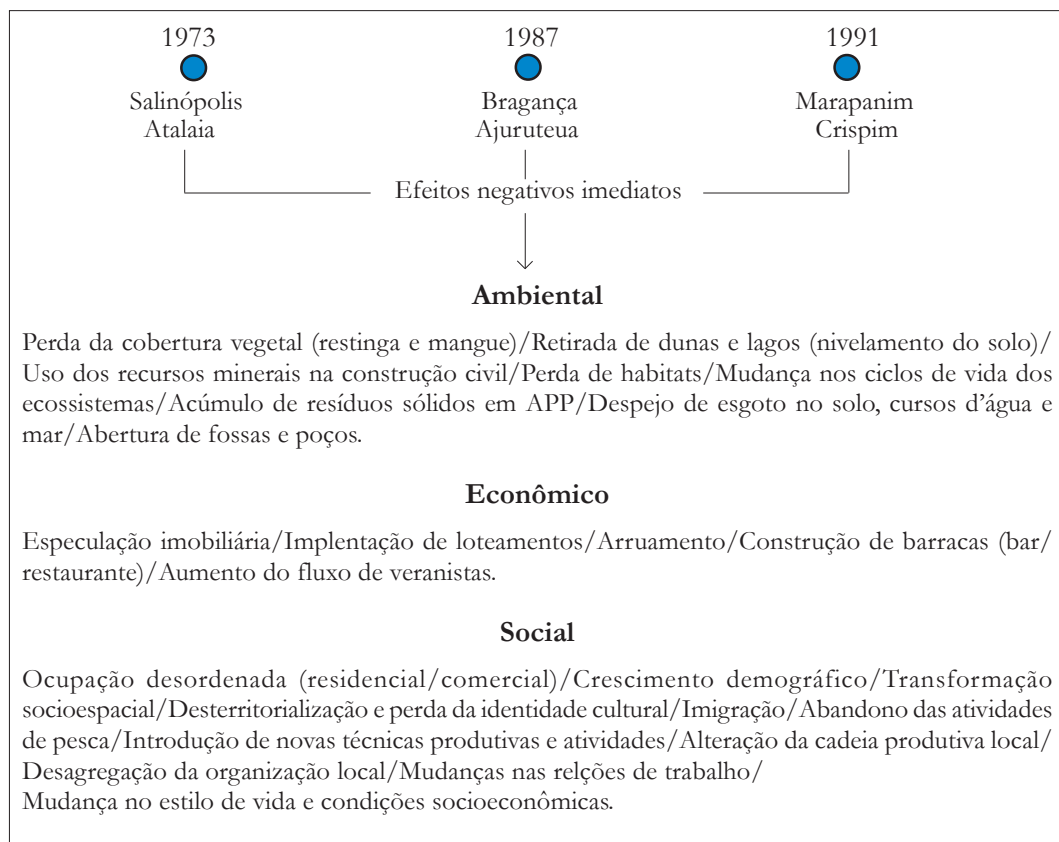 1973 1987 1991
Salinópolis Bragança Marapanim
Atalaia Ajuruteua Crispim
Efeitos negativos imediatos
Ambiental
Perda da cobertura vegetal (restinga e mangue)/Retirada de dunas e lagos (nivelamento do solo)/
Uso dos recursos minerais na construção civil/Perda de habitats/Mudança nos ciclos de vida dos
ecossistemas/Acúmulo de resíduos sólidos em APP/Despejo de esgoto no solo, cursos d’água e
mar/Abertura de fossas e poços.
Econômico
Especulação imobiliária/Implentação de loteamentos/Arruamento/Construção de barracas (bar/
restaurante)/Aumento do fluxo de veranistas.
Social
Ocupação desordenada (residencial/comercial)/Crescimento demográfico/Transformação
socioespacial/Desterritorialização e perda da identidade cultural/Imigração/Abandono das atividades
de pesca/Introdução de novas técnicas produtivas e atividades/Alteração da cadeia produtiva local/
Desagregação da organização local/Mudanças nas relções de trabalho/
Mudança no estilo de vida e condições socioeconômicas.